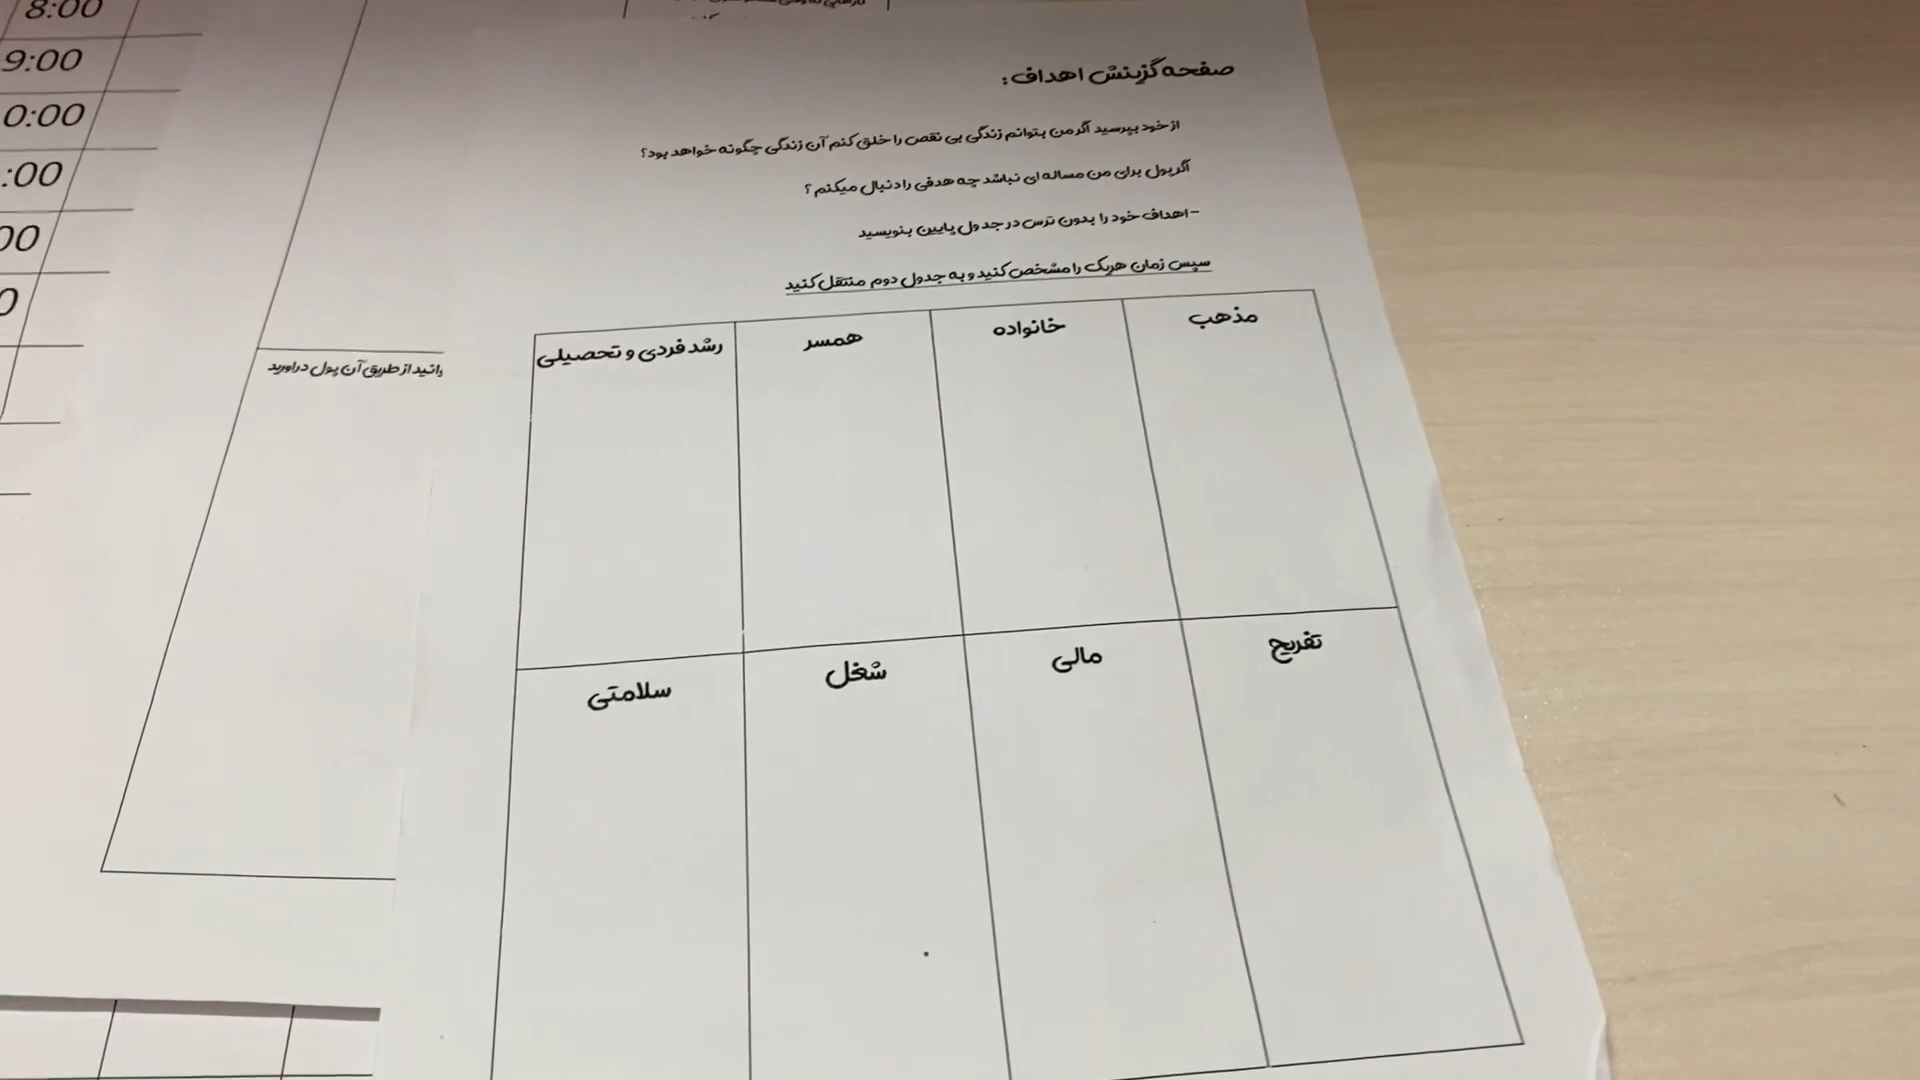 صفحه گزینش اهداف :
از خود بپرسید اگر من بتوانم زندگی بی نقص را خلق کنم آن زندگی چگونه خواهد بود؟
اگر پول برای من مساله ای نباشد چه هدفی را دنبال میکنم ؟
- اهداف خود را بدون ترس در جدول پایین بنویسید
سپس زمان هریک را مشخص کنید و به جدول دوم منتقل کنید
مذهب خانواده همسر رشد فردی و تحصیلی
تفریح مالی شغل سلامتی
از طریق آن پول دراورید
8:00
9:00
0:00
:00
00
0